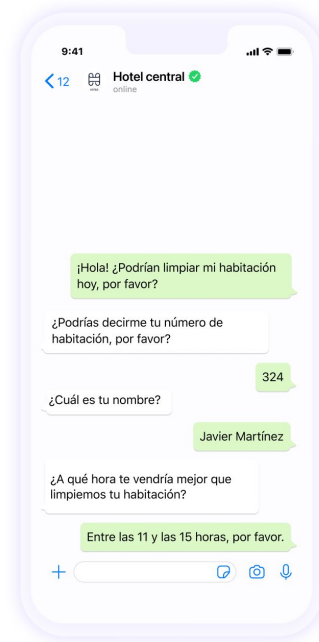 9:41
12
Hotel central
online
¡Hola! ¿Podrían limpiar mi habitación
hoy, por favor?
¿Podrías decirme tu número de
habitación, por favor?
324
¿Cuál es tu nombre?
Javier Martínez
¿A qué hora te vendría mejor que
limpiemos tu habitación?
Entre las 11 y las 15 horas, por favor.